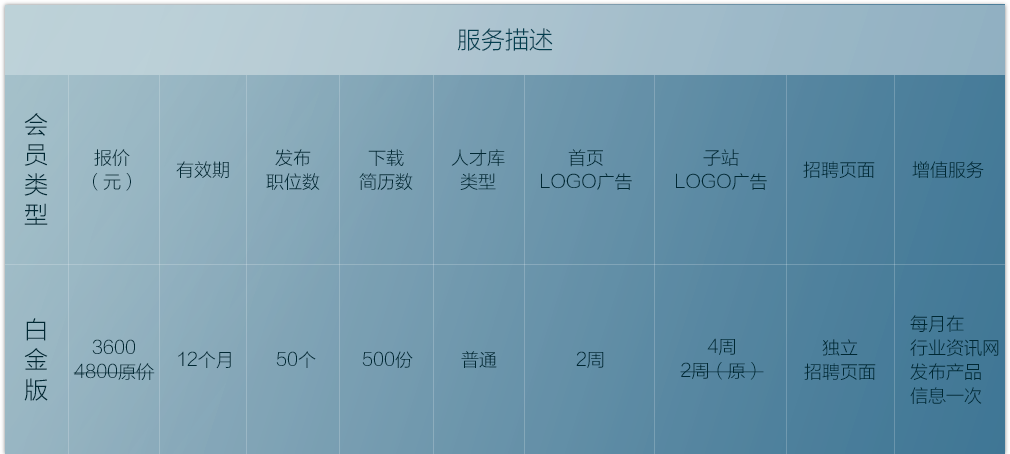 服务描述
会员类型
报价
（元）
有效期
发布
职位数
下载
简历数
人才库
类型
首页
LOGO广告
子站
LOGO广告
招聘页面
增值服务
白金版
3600
4800原价
12个月
50个
500份
普通
2周
4周
2周（原）
独立
招聘页面
每月在
行业资讯网
发布产品
信息一次